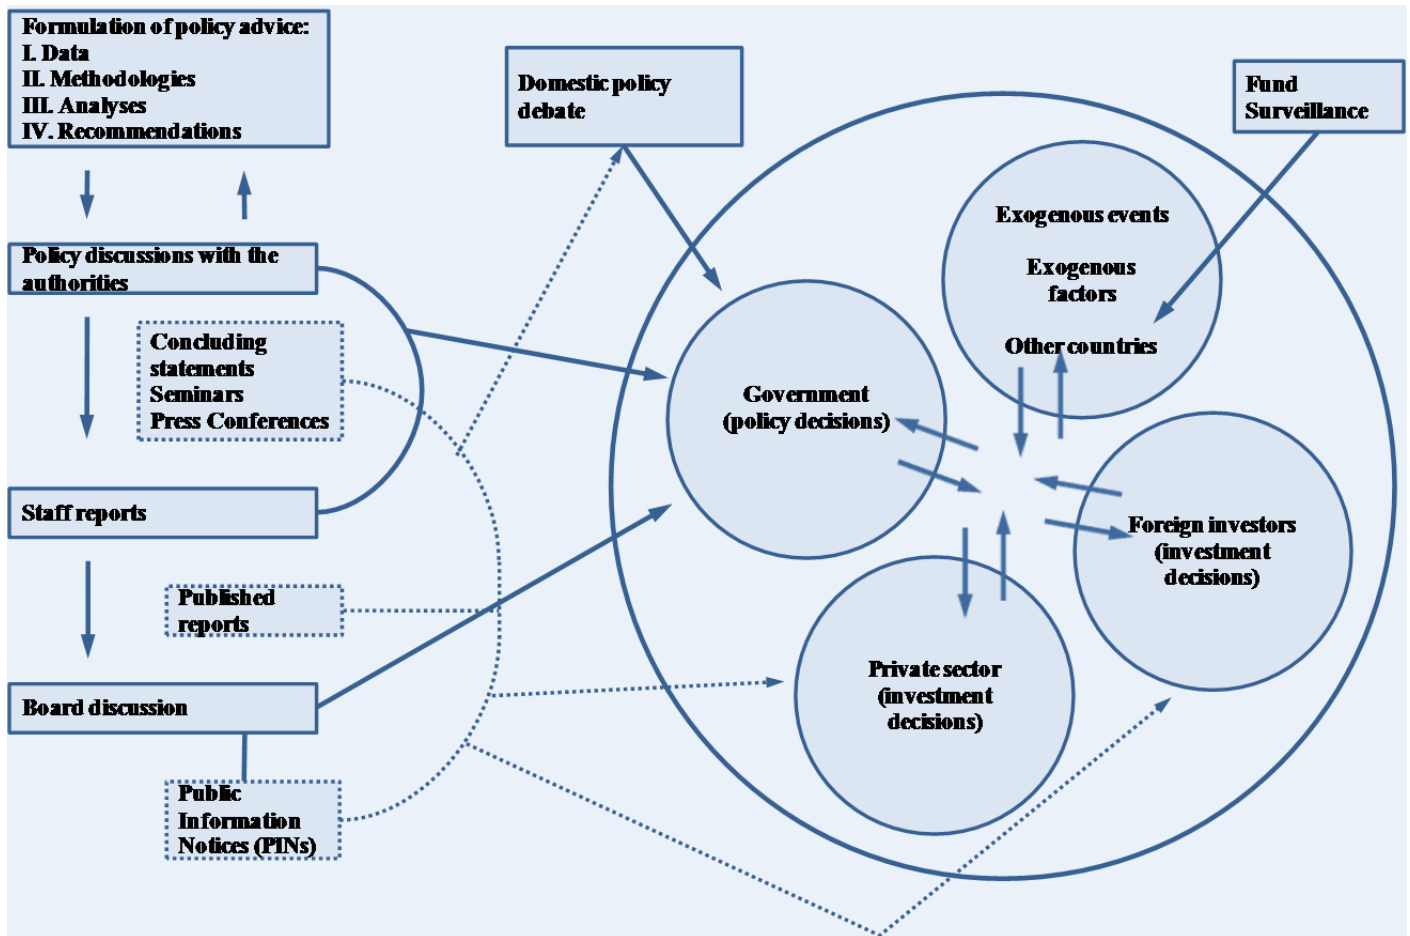 Formulation of policy advice:
I. Data
II. Methodologies
III. Analyses
IV. Recommendations
Domestic policy
debate
Fund
Surveillance
Policy discussions with the
authorities
Concluding
statements
Seminars
Press Conferences
Staff reports
Published
reports
Board discussion
Public
Information
Notices (PINs)
Exogenous events
Exogenous
factors
Other countries
Government
(policy decisions)
Foreign investors
(investment
decisions)
Private sector
(investment
decisions)